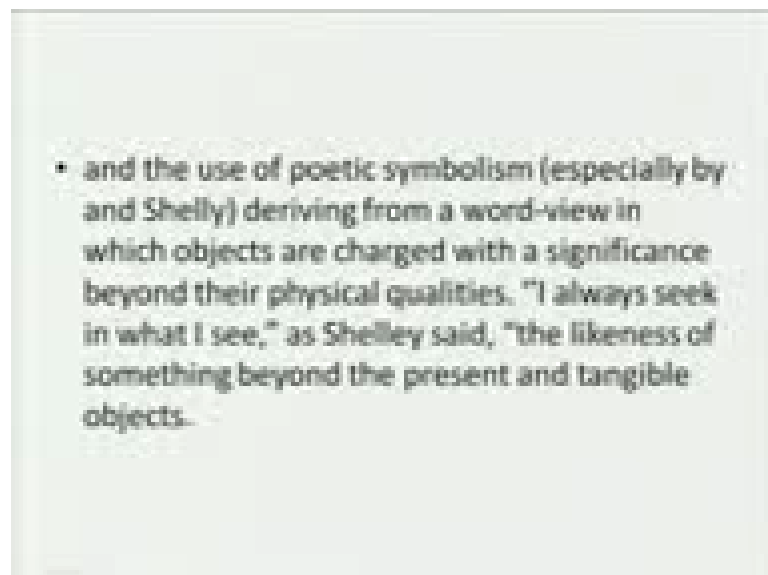 • and the use of poetic symbolism (especially by
and Shelly) deriving from a word-view in
which objects are charged with a significance
beyond their physical qualities. "I always seek
in what I see," as Shelley said, "the likeness of
something beyond the present and tangible
objects.